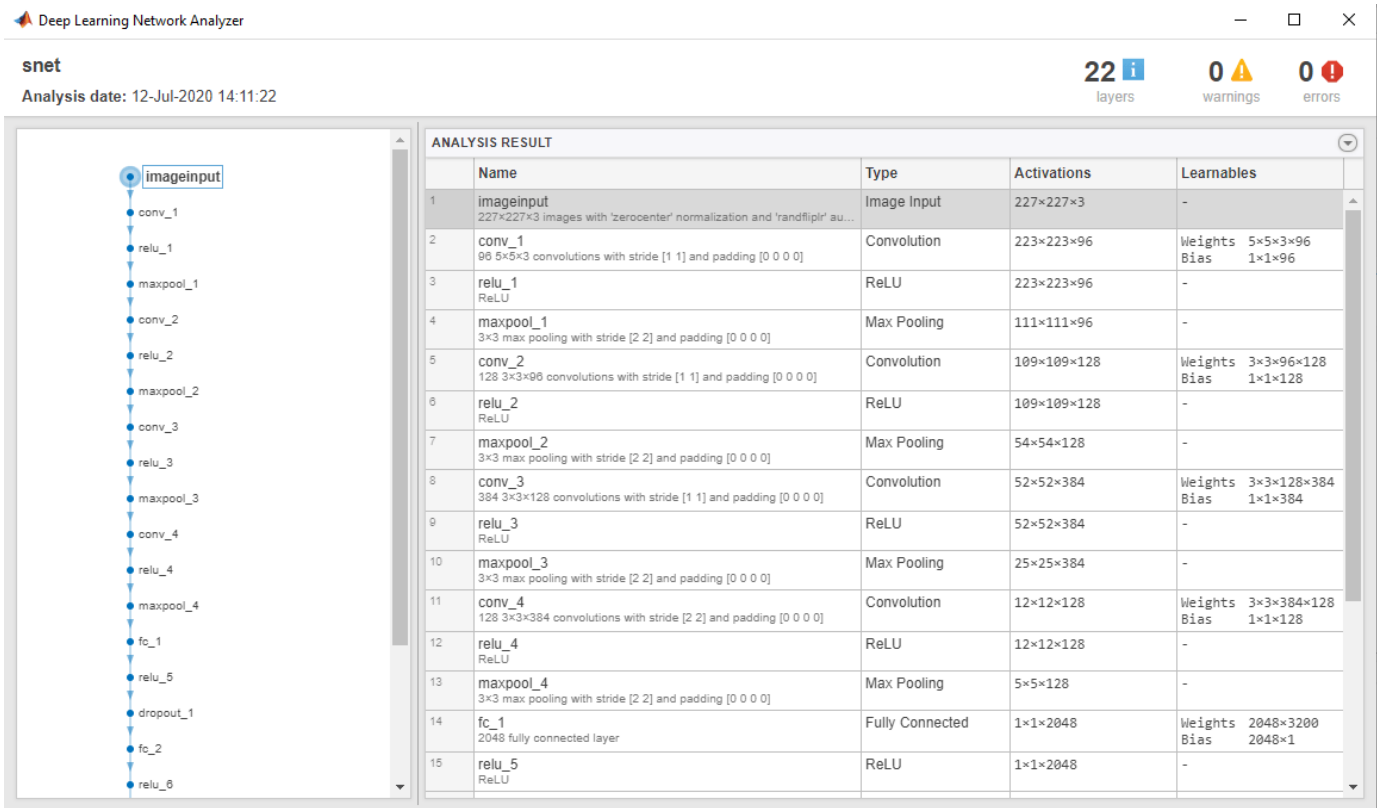 Deep Learning Network Analyzer
snet
Analysis date: 12-Jul-2020 14:11:22
22 i
layers
0
warnings
0
errors
imageinput
conv_1
relu_1
maxpool_1
conv_2
relu_2
maxpool_2
conv_3
relu_3
maxpool_3
conv_4
relu_4
maxpool_4
fc_1
relu_5
dropout_1
fc_2
relu_6
ANALYSIS RESULT
Name Type Activations Learnables
1 imageinput Image Input 227×227×3 -
227×227×3 images with 'zerocenter' normalization and 'randfliplr' au...
2 conv_1 Convolution 223×223×96 Weights 5×5×3×96
96 5×5×3 convolutions with stride [1 1] and padding [0 0 0 0] Bias 1×1×96
3 relu_1 ReLU 223×223×96 -
ReLU
4 maxpool_1 Max Pooling 111×111×96 -
3×3 max pooling with stride [2 2] and padding [0 0 0 0]
5 conv_2 Convolution 109×109×128 Weights 3×3×96×128
128 3×3×96 convolutions with stride [1 1] and padding [0 0 0 0] Bias 1×1×128
6 relu_2 ReLU 109×109×128 -
ReLU
7 maxpool_2 Max Pooling 54×54×128 -
3×3 max pooling with stride [2 2] and padding [0 0 0 0]
8 conv_3 Convolution 52×52×384 Weights 3×3×128×384
384 3×3×128 convolutions with stride [1 1] and padding [0 0 0 0] Bias 1×1×384
9 relu_3 ReLU 52×52×384 -
ReLU
10 maxpool_3 Max Pooling 25×25×384 -
3×3 max pooling with stride [2 2] and padding [0 0 0 0]
11 conv_4 Convolution 12×12×128 Weights 3×3×384×128
128 3×3×384 convolutions with stride [2 2] and padding [0 0 0 0] Bias 1×1×128
12 relu_4 ReLU 12×12×128 -
ReLU
13 maxpool_4 Max Pooling 5×5×128 -
3×3 max pooling with stride [2 2] and padding [0 0 0 0]
14 fc_1 Fully Connected 1×1×2048 Weights 2048×3200
2048 fully connected layer Bias 2048×1
15 relu_5 ReLU 1×1×2048 -
ReLU